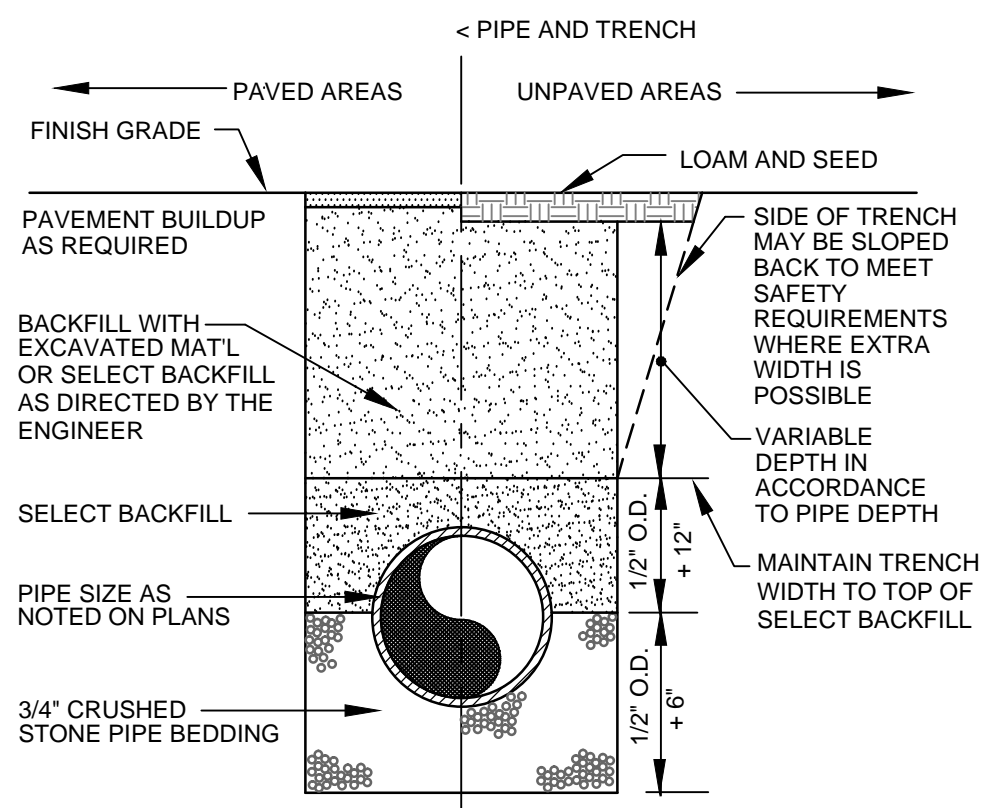 < PIPE AND TRENCH
PAVED AREAS
UNPAVED AREAS
FINISH GRADE
LOAM AND SEED
PAVEMENT BUILDUP
AS REQUIRED
SIDE OF TRENCH
MAY BE SLOPED
BACK TO MEET
SAFETY
REQUIREMENTS
WHERE EXTRA
WIDTH IS
POSSIBLE
BACKFILL WITH
EXCAVATED MAT'L
OR SELECT BACKFILL
AS DIRECTED BY THE
ENGINEER
VARIABLE
DEPTH IN
ACCORDANCE
TO PIPE DEPTH
SELECT BACKFILL
1/2" O.D.
+ 12"
MAINTAIN TRENCH
WIDTH TO TOP OF
SELECT BACKFILL
PIPE SIZE AS
NOTED ON PLANS
1/2" O.D.
+ 6"
3/4" CRUSHED
STONE PIPE BEDDING